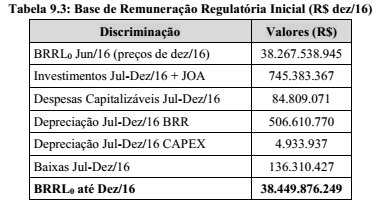 Tabela 9.3: Base de Remuneração Regulatória Inicial (R$ dez/16)
Discriminação Valores (R$)
BRRL₀ Jun/16 (preços de dez/16) 38.267.538.945
Investimentos Jul-Dez/16 + JOA 745.383.367
Despesas Capitalizáveis Jul-Dez/16 84.809.071
Depreciação Jul-Dez/16 BRR 506.610.770
Depreciação Jul-Dez/16 CAPEX 4.933.937
Baixas Jul-Dez/16 136.310.427
BRRL₀ até Dez/16 38.449.876.249